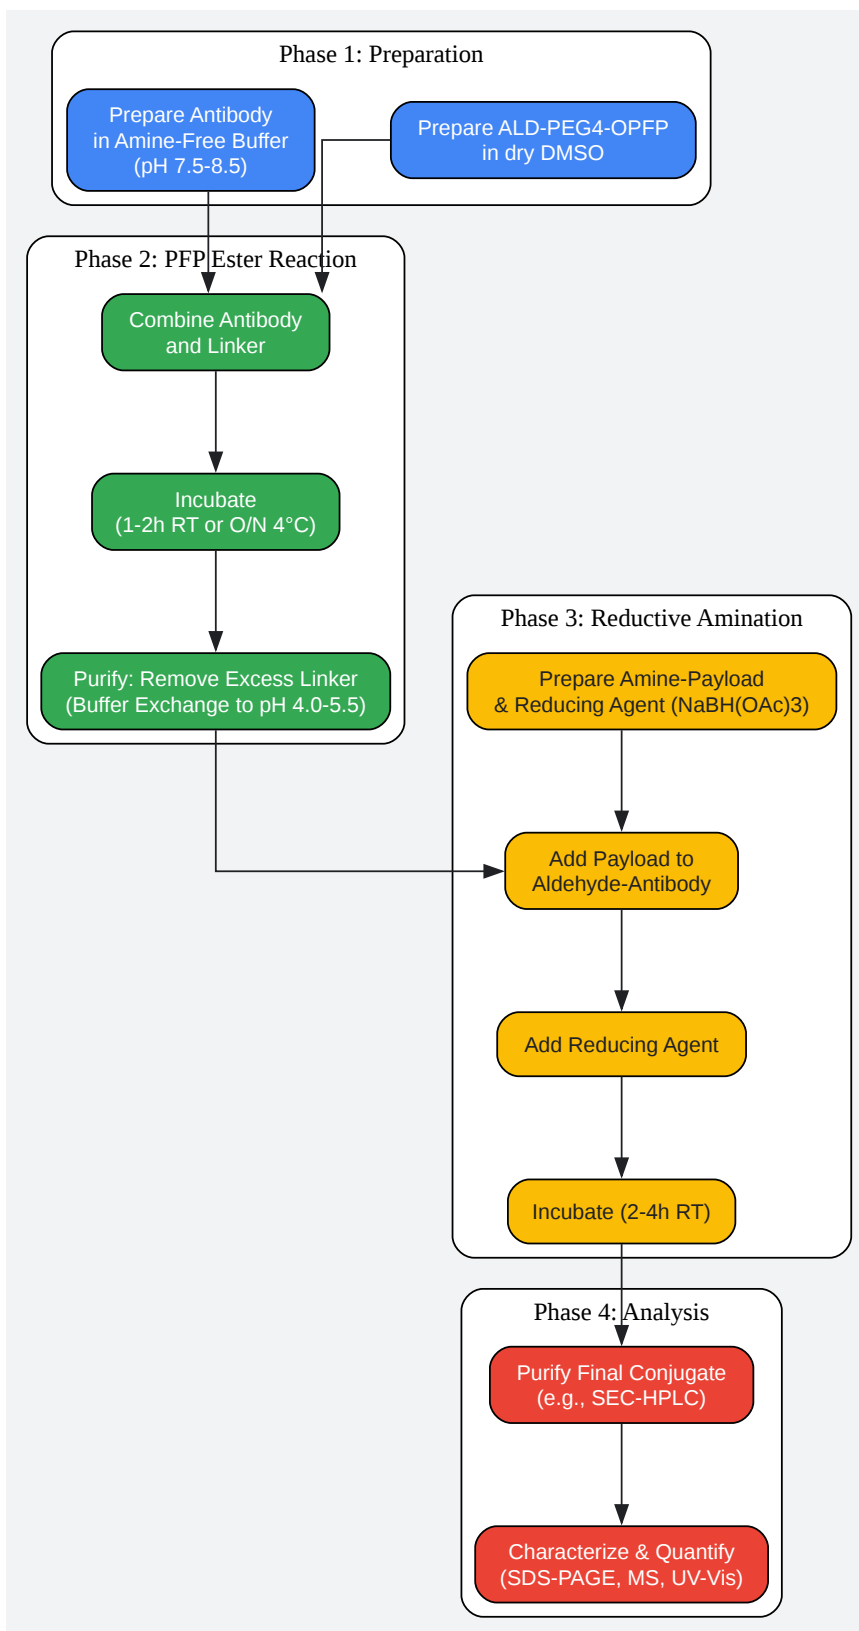 Phase 1: Preparation
Prepare Antibody
in Amine-Free Buffer
(pH 7.5-8.5)
Prepare ALD-PEG4-OPFP
in dry DMSO
Phase 2: PFP Ester Reaction
Combine Antibody
and Linker
Incubate
(1-2h RT or O/N 4°C)
Purify: Remove Excess Linker
(Buffer Exchange to pH 4.0-5.5)
Phase 3: Reductive Amination
Prepare Amine-Payload
& Reducing Agent (NaBH(OAc)3)
Add Payload to
Aldehyde-Antibody
Add Reducing Agent
Incubate (2-4h RT)
Phase 4: Analysis
Purify Final Conjugate
(e.g., SEC-HPLC)
Characterize & Quantify
(SDS-PAGE, MS, UV-Vis)